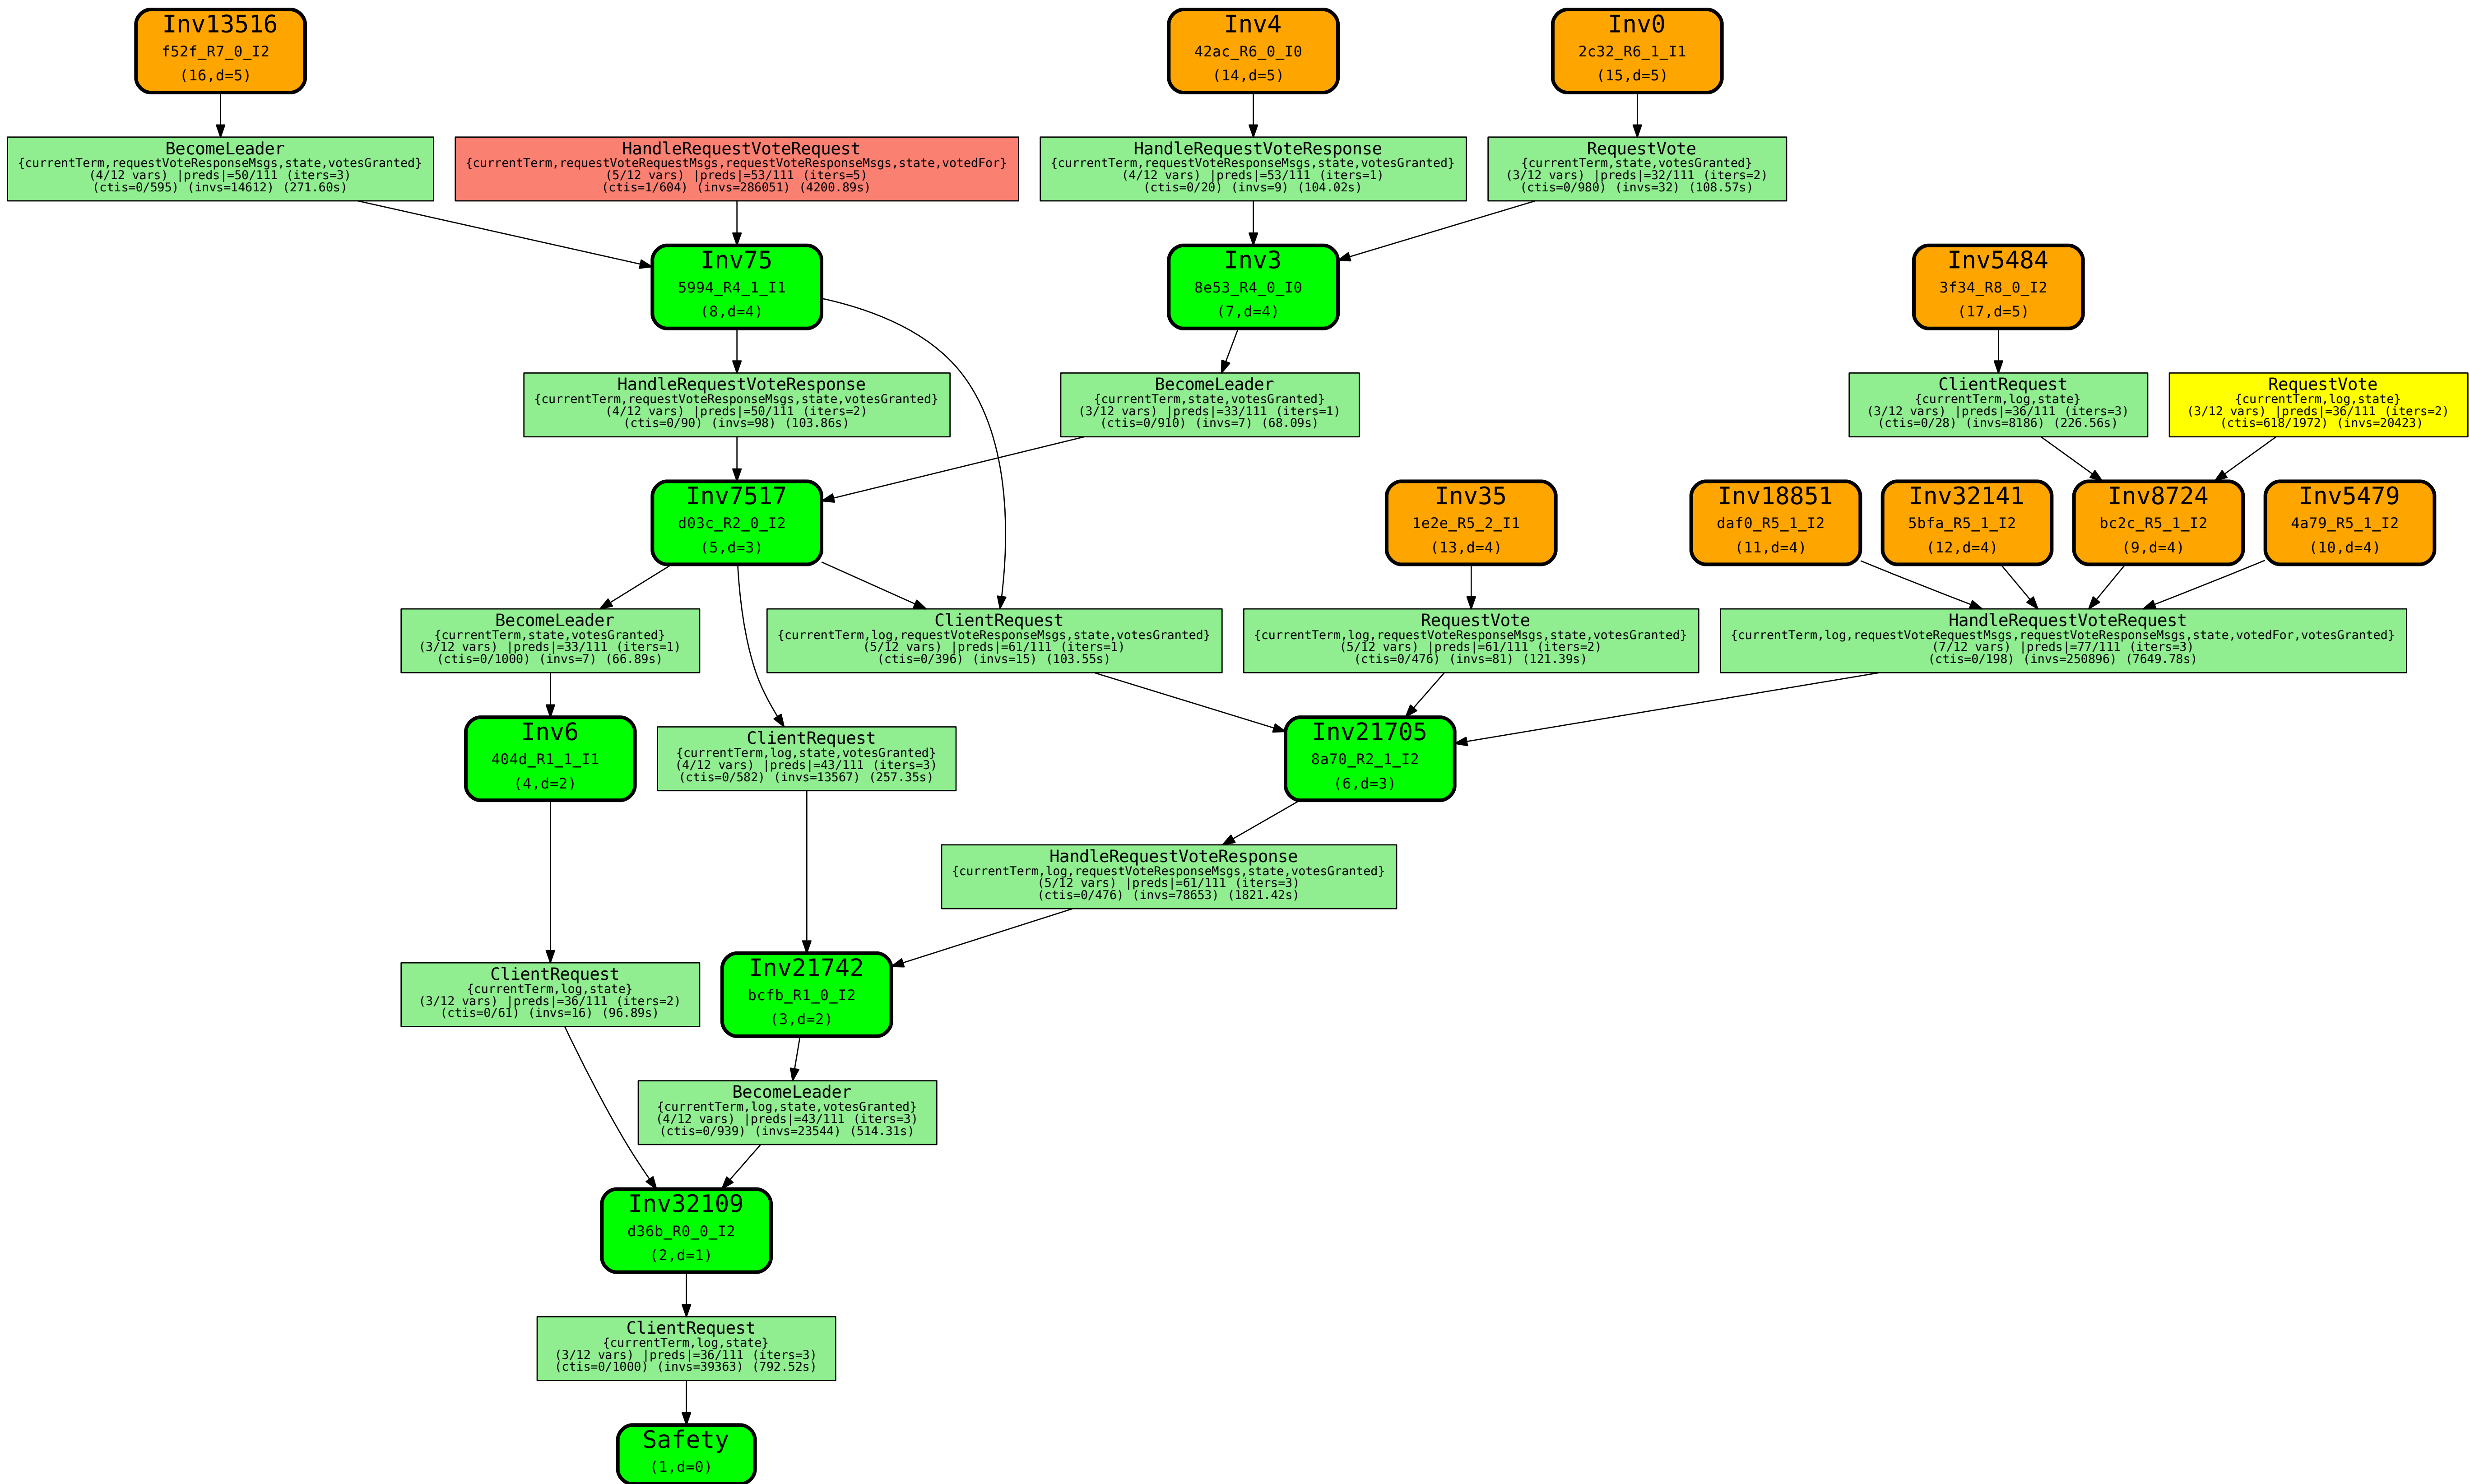 Inv13516
f52f_R7_0_I2
(16,d=5)
Inv4
42ac_R6_0_I0
(14,d=5)
Inv0
2c32_R6_1_I1
(15,d=5)
BecomeLeader
{currentTerm,requestVoteResponseMsgs,state,votesGranted}
(4/12 vars) |preds|=50/111 (iters=3)
(ctis=0/595) (invs=14612) (271.60s)
HandleRequestVoteRequest
{currentTerm,requestVoteRequestMsgs,requestVoteResponseMsgs,state,votedFor}
(5/12 vars) |preds|=53/111 (iters=5)
(ctis=1/604) (invs=286051) (4200.89s)
HandleRequestVoteResponse
{currentTerm,requestVoteResponseMsgs,state,votesGranted}
(4/12 vars) |preds|=53/111 (iters=1)
(ctis=0/20) (invs=9) (104.02s)
RequestVote
{currentTerm,state,votesGranted}
(3/12 vars) |preds|=32/111 (iters=2)
(ctis=0/980) (invs=32) (108.57s)
Inv75
5994_R4_1_I1
(8,d=4)
Inv3
8e53_R4_0_I0
(7,d=4)
Inv5484
3f34_R8_0_I2
(17,d=5)
HandleRequestVoteResponse
{currentTerm,requestVoteResponseMsgs,state,votesGranted}
(4/12 vars) |preds|=50/111 (iters=2)
(ctis=0/90) (invs=98) (103.86s)
BecomeLeader
{currentTerm,state,votesGranted}
(3/12 vars) |preds|=33/111 (iters=1)
(ctis=0/910) (invs=7) (68.09s)
ClientRequest
{currentTerm,log,state}
(3/12 vars) |preds|=36/111 (iters=3)
(ctis=0/28) (invs=8186) (226.56s)
RequestVote
{currentTerm,log,state}
(3/12 vars) |preds|=36/111 (iters=2)
(ctis=618/1972) (invs=20423)
Inv7517
d03c_R2_0_I2
(5,d=3)
Inv35
1e2e_R5_2_I1
(13,d=4)
Inv18851
daf0_R5_1_I2
(11,d=4)
Inv32141
5bfa_R5_1_I2
(12,d=4)
Inv8724
bc2c_R5_1_I2
(9,d=4)
Inv5479
4a79_R5_1_I2
(10,d=4)
BecomeLeader
{currentTerm,state,votesGranted}
(3/12 vars) |preds|=33/111 (iters=1)
(ctis=0/1000) (invs=7) (66.89s)
ClientRequest
{currentTerm,log,requestVoteResponseMsgs,state,votesGranted}
(5/12 vars) |preds|=61/111 (iters=1)
(ctis=0/396) (invs=15) (103.55s)
RequestVote
{currentTerm,log,requestVoteResponseMsgs,state,votesGranted}
(5/12 vars) |preds|=61/111 (iters=2)
(ctis=0/476) (invs=81) (121.39s)
HandleRequestVoteRequest
{currentTerm,log,requestVoteRequestMsgs,requestVoteResponseMsgs,state,votedFor,votesGranted}
(7/12 vars) |preds|=77/111 (iters=3)
(ctis=0/198) (invs=250896) (7649.78s)
Inv6
404d_R1_1_I1
(4,d=2)
ClientRequest
{currentTerm,log,state,votesGranted}
(4/12 vars) |preds|=43/111 (iters=3)
(ctis=0/582) (invs=13567) (257.35s)
Inv21705
8a70_R2_1_I2
(6,d=3)
HandleRequestVoteResponse
{currentTerm,log,requestVoteResponseMsgs,state,votesGranted}
(5/12 vars) |preds|=61/111 (iters=3)
(ctis=0/476) (invs=78653) (1821.42s)
ClientRequest
{currentTerm,log,state}
(3/12 vars) |preds|=36/111 (iters=2)
(ctis=0/61) (invs=16) (96.89s)
Inv21742
bcfb_R1_0_I2
(3,d=2)
BecomeLeader
{currentTerm,log,state,votesGranted}
(4/12 vars) |preds|=43/111 (iters=3)
(ctis=0/939) (invs=23544) (514.31s)
Inv32109
d36b_R0_0_I2
(2,d=1)
ClientRequest
{currentTerm,log,state}
(3/12 vars) |preds|=36/111 (iters=3)
(ctis=0/1000) (invs=39363) (792.52s)
Safety
(1,d=0)